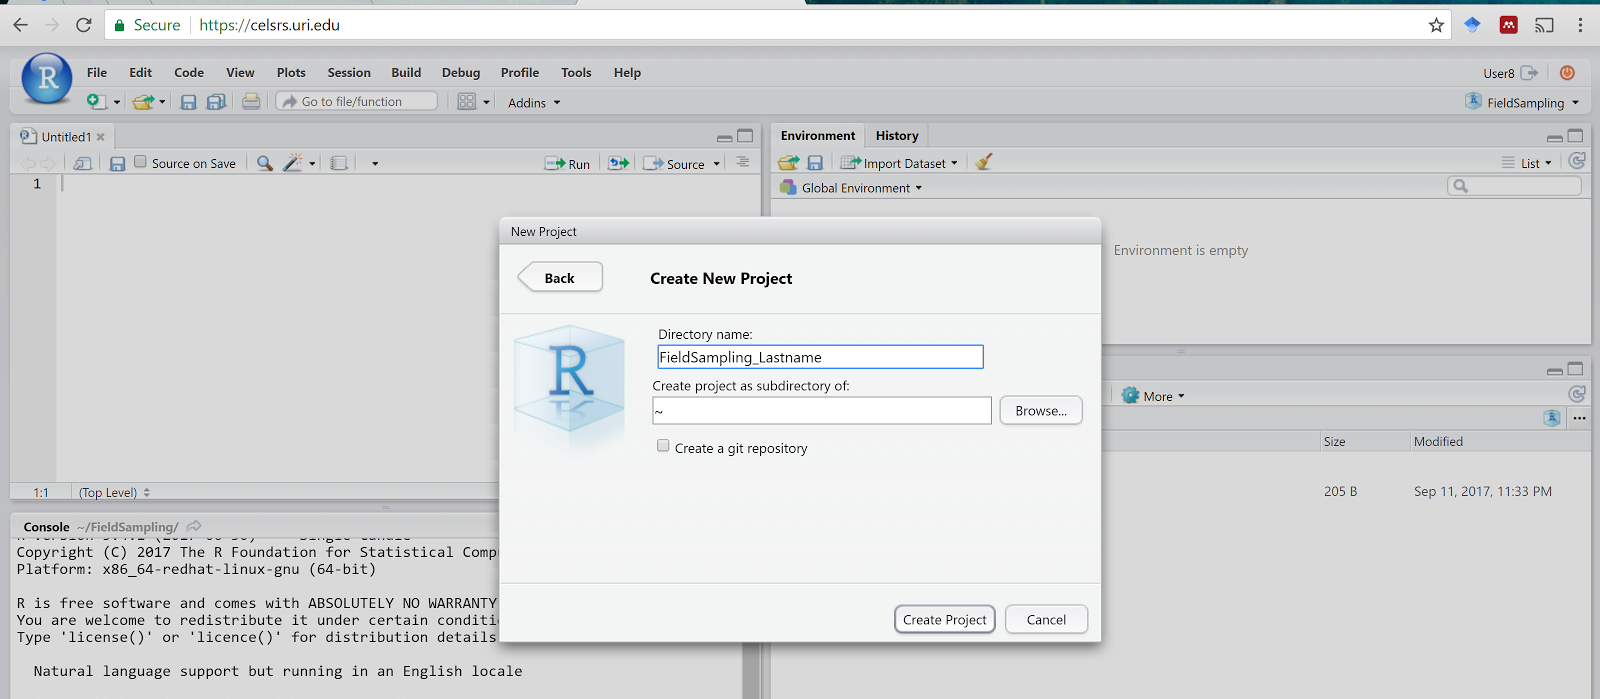 Secure https://celsrs.uri.edu
R File Edit Code View Plots Session Build Debug Profile Tools Help User8
Go to file/function Addins FieldSampling
Untitled1
Source on Save Run Source
1
Environment History
Import Dataset List
Global Environment
Environment is empty
New Project
Back Create New Project
R
Directory name:
FieldSampling_Lastname
Create project as subdirectory of:
~ Browse...
Create a git repository
Create Project Cancel
More
Size Modified
205 B Sep 11, 2017, 11:33 PM
1:1 (Top Level)
Console ~/FieldSampling/
Copyright (C) 2017 The R Foundation for Statistical Comp
Platform: x86_64-redhat-linux-gnu (64-bit)
R is free software and comes with ABSOLUTELY NO WARRANTY
You are welcome to redistribute it under certain conditi
Type 'license()' or 'licence()' for distribution details
Natural language support but running in an English locale